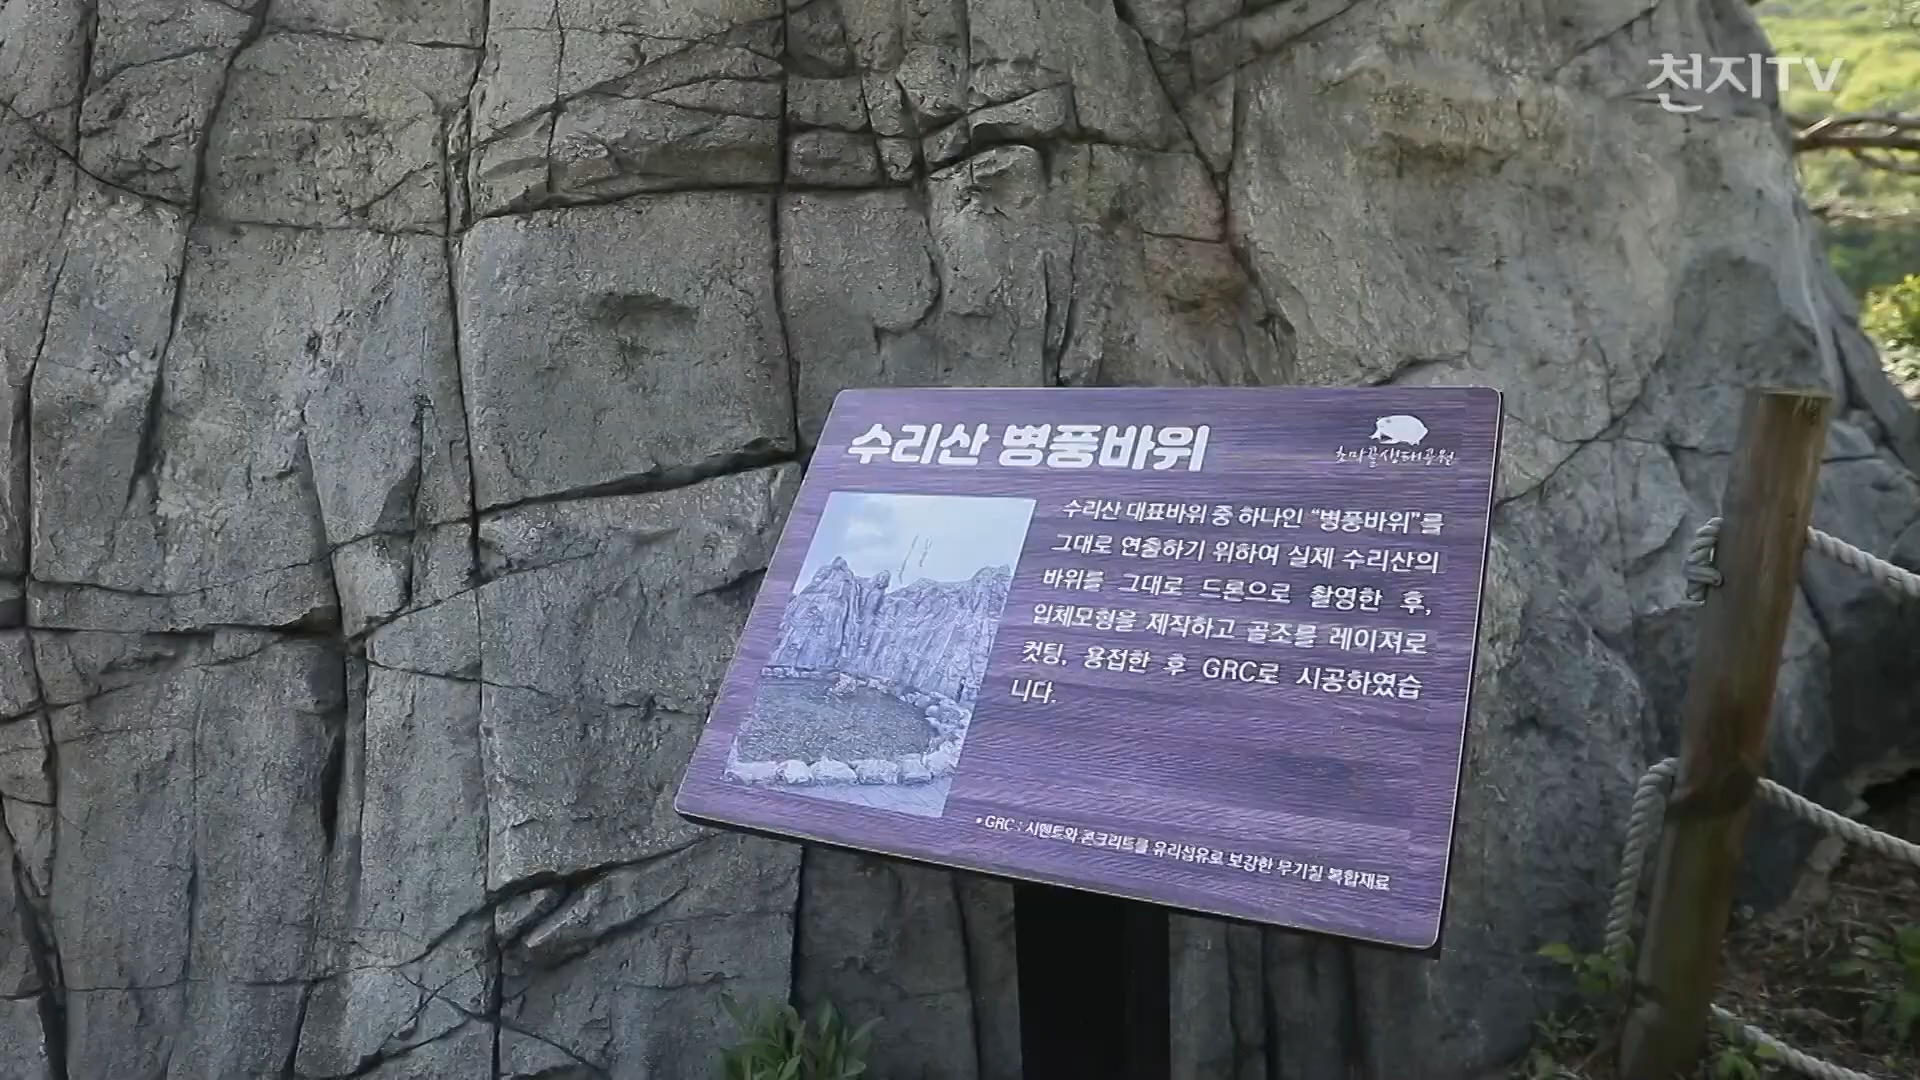 천지TV
수리산 병풍바위
초막골생태공원
수리산 대표바위 중 하나인 “병풍바위”를
그대로 연출하기 위하여 실제 수리산의
바위를 그대로 드론으로 촬영한 후,
입체모형을 제작하고 골조를 레이져로
컷팅, 용접한 후 GRC로 시공하였습
니다.
• GRC : 시멘트와 콘크리트를 유리섬유로 보강한 무기질 복합재료